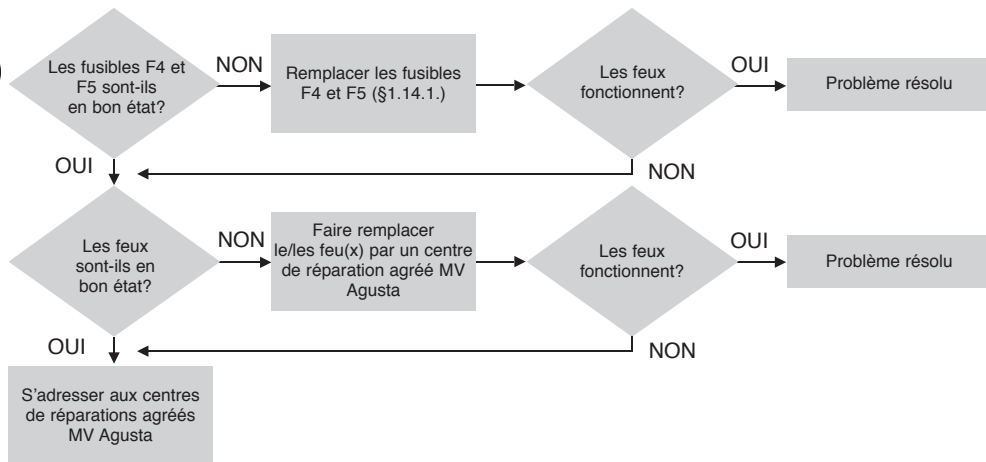 Les fusibles F4 et
F5 sont-ils
en bon état?
NON
Remplacer les fusibles
F4 et F5 (§1.14.1.)
Les feux
fonctionnent?
OUI
Problème résolu
OUI
NON
Les feux
sont-ils en
bon état?
NON
Faire remplacer
le/les feu(x) par un centre
de réparation agréé MV
Agusta
Les feux
fonctionnent?
OUI
Problème résolu
OUI
NON
S'adresser aux centres
de réparations agréés
MV Agusta